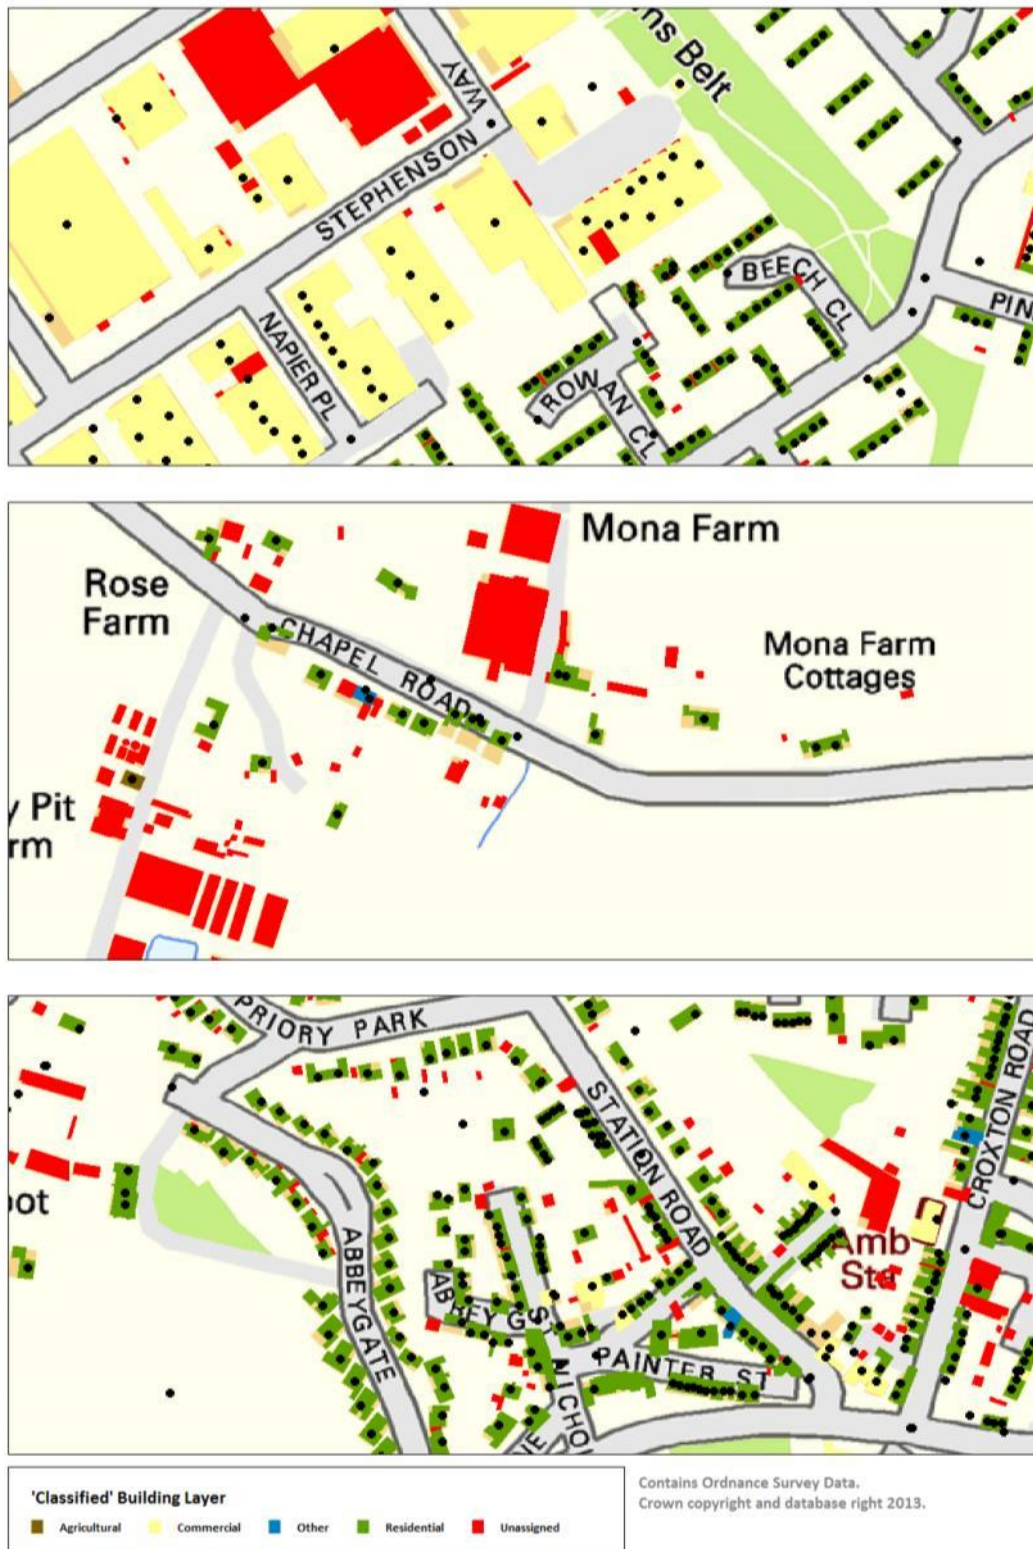 ns Belt
WAY
STEPHENSON
BEECH CL
PIN
NAPIER PL
ROWAN CL
Mona Farm
Rose
Farm
CHAPEL ROAD
Mona Farm
Cottages
y Pit
rm
PRIORY PARK
STATION ROAD
CROXTON ROAD
oot
Amb
Sta
ABBEYGATE
PAINTER ST
NICHO
'Classified' Building Layer
Agricultural Commercial Other Residential Unassigned
Contains Ordnance Survey Data.
Crown copyright and database right 2013.